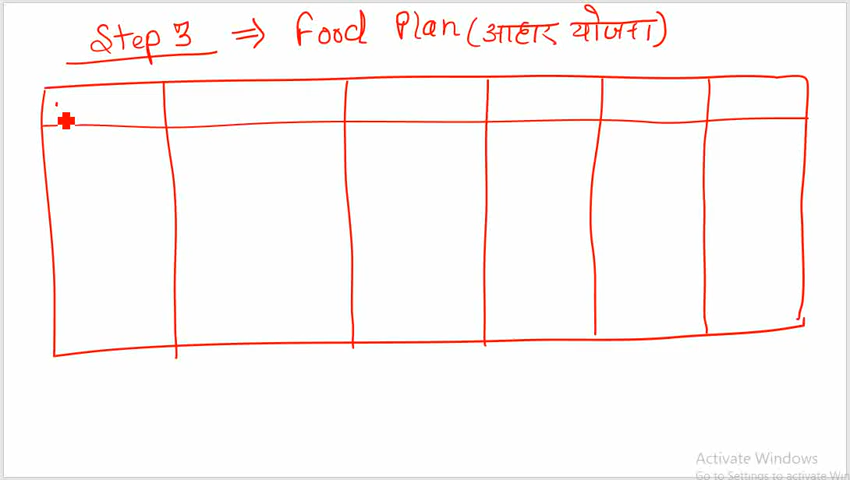 Step 3 ⇒ Food Plan (आहार योजना)
Activate Windows
Go to Settings to activate Win